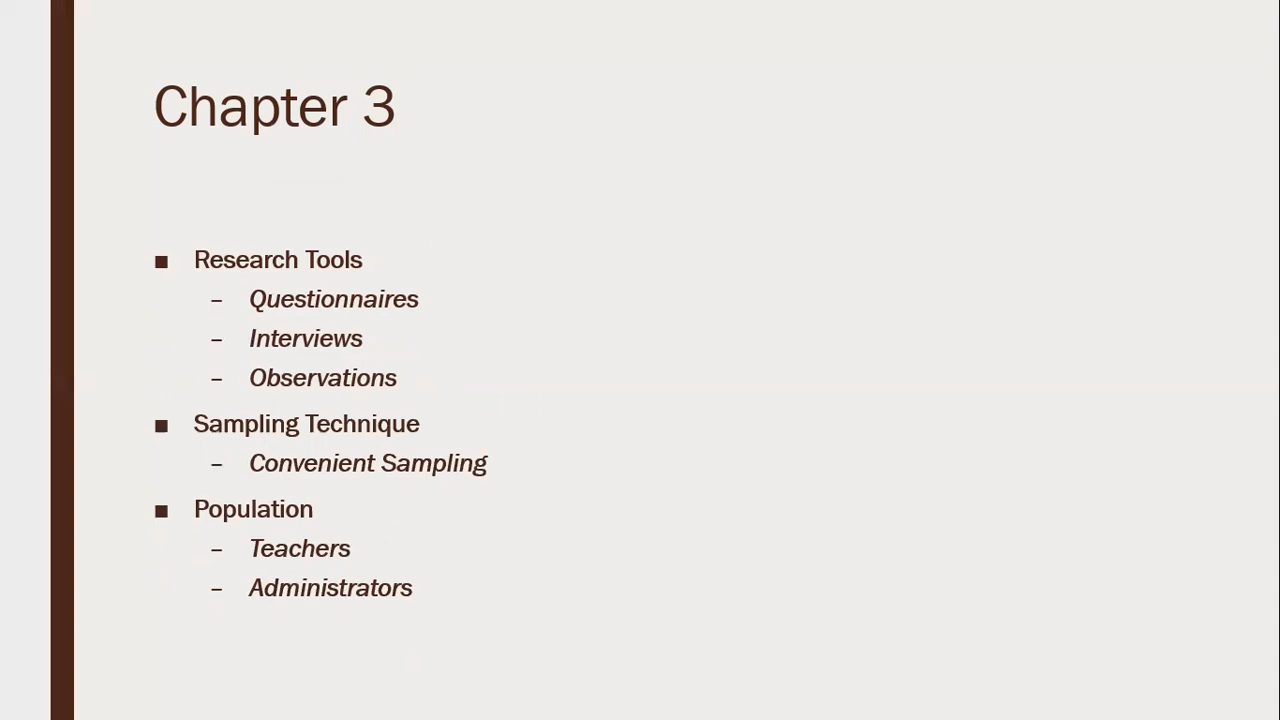 Chapter 3
■ Research Tools
– Questionnaires
– Interviews
– Observations
■ Sampling Technique
– Convenient Sampling
■ Population
– Teachers
– Administrators